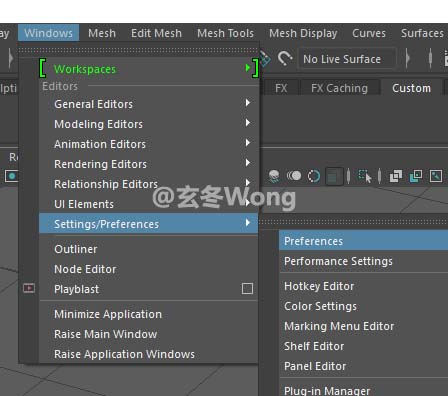 ay Windows Mesh Edit Mesh Mesh Tools Mesh Display Curves Surfaces
No Live Surface
Workspaces
Editors
FX FX Caching Custom
General Editors
Modeling Editors
Animation Editors
Rendering Editors
Relationship Editors
UI Elements
@玄冬Wong
Settings/Preferences
Preferences
Outliner
Performance Settings
Node Editor
Hotkey Editor
Playblast
Color Settings
Minimize Application
Marking Menu Editor
Raise Main Window
Shelf Editor
Raise Application Windows
Panel Editor
Plug-in Manager